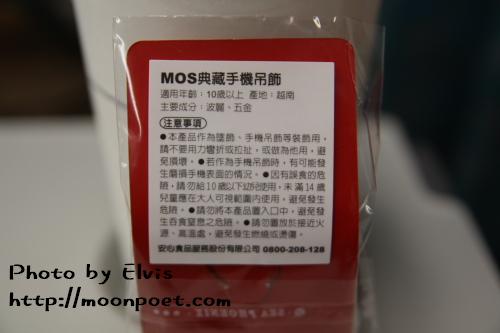 MOS典藏手機吊飾
適用年齡：10歲以上 產地：越南
主要成分：波麗、五金
注意事項
●本產品作為墜飾、手機吊飾等裝飾用，
請不要用力彎折或拉扯，或做為他用，避
免損壞。●若作為手機吊飾時，有可能發
生磨損手機表面的情況。●因有誤食的危
險，請勿給10歲以下幼兒使用，未滿14歲
兒童應在大人可視範圍內使用，避免發生
危險。●請勿將本產品置入口中，避免發
生吞食窒息之危險。●請勿置放於接近火
源、高溫處，避免發生燃燒或燙傷。
安心食品服務股份有限公司 0800-208-128
SEA PHOENIX
Photo by Elvis
http://moonpoet.com